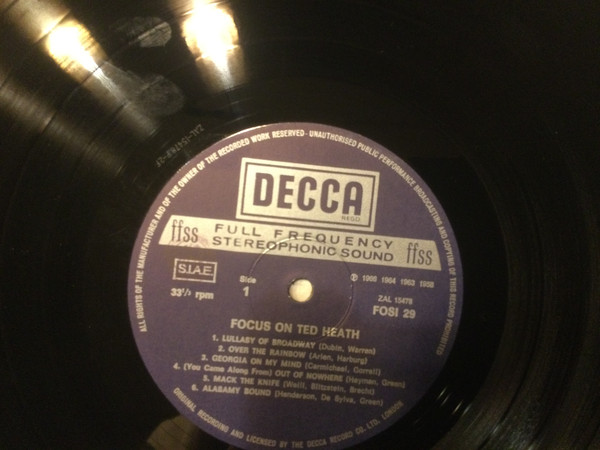 ALL RIGHTS OF THE MANUFACTURER AND OF THE OWNER OF THE RECORDED WORK RESERVED · UNAUTHORISED PUBLIC PERFORMANCE, BROADCASTING AND COPYING OF THIS RECORD PROHIBITED
DECCA
REGD.
ffss FULL FREQUENCY STEREOPHONIC SOUND ffss
S.I.A.E.
33⅓ rpm
Side
1
ZAL 15479
FOSI 29
FOCUS ON TED HEATH
1. LULLABY OF BROADWAY (Dubin, Warren)
2. OVER THE RAINBOW (Arlen, Harburg)
3. GEORGIA ON MY MIND (Carmichael, Gorrell)
4. (You Came Along From) OUT OF NOWHERE (Heyman, Green)
5. MACK THE KNIFE (Weill, Blitzstein, Brecht)
6. ALABAMY BOUND (Henderson, De Sylva, Green)
ORIGINAL RECORDING AND LICENSED BY THE DECCA RECORD CO. LTD. LONDON